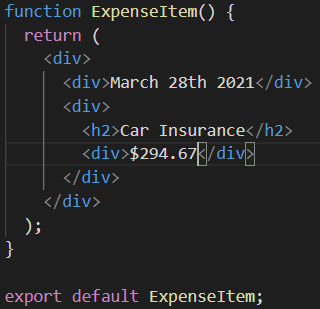 function ExpenseItem() {
  return (
    <div>
      <div>March 28th 2021</div>
      <div>
        <h2>Car Insurance</h2>
        <div>$294.67</div>
      </div>
    </div>
  );
}

export default ExpenseItem;